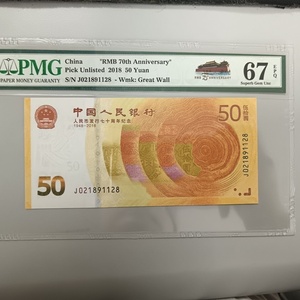 PMG
PAPER MONEY GUARANTY
China "RMB 70th Anniversary"
Pick Unlisted 2018 50 Yuan
S/N J021891128 - Wmk: Great Wall
67 EPQ
Superb Gem Unc
中国人民银行
人民币发行七十周年纪念
1948-2018
50
50
J021891128
J021891128